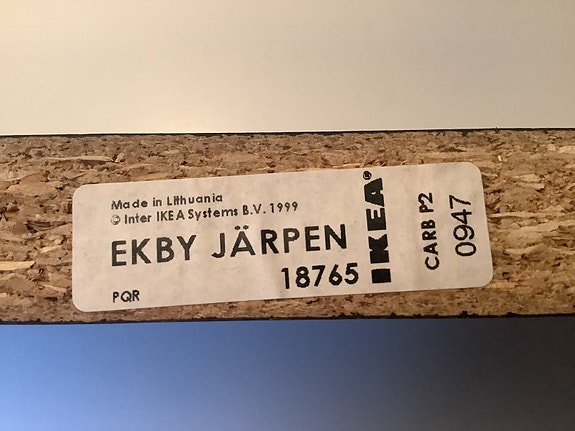 Made in Lithuania
© Inter IKEA Systems B.V. 1999
EKBY JÄRPEN
18765
PQR
IKEA®
CARB P2
0947